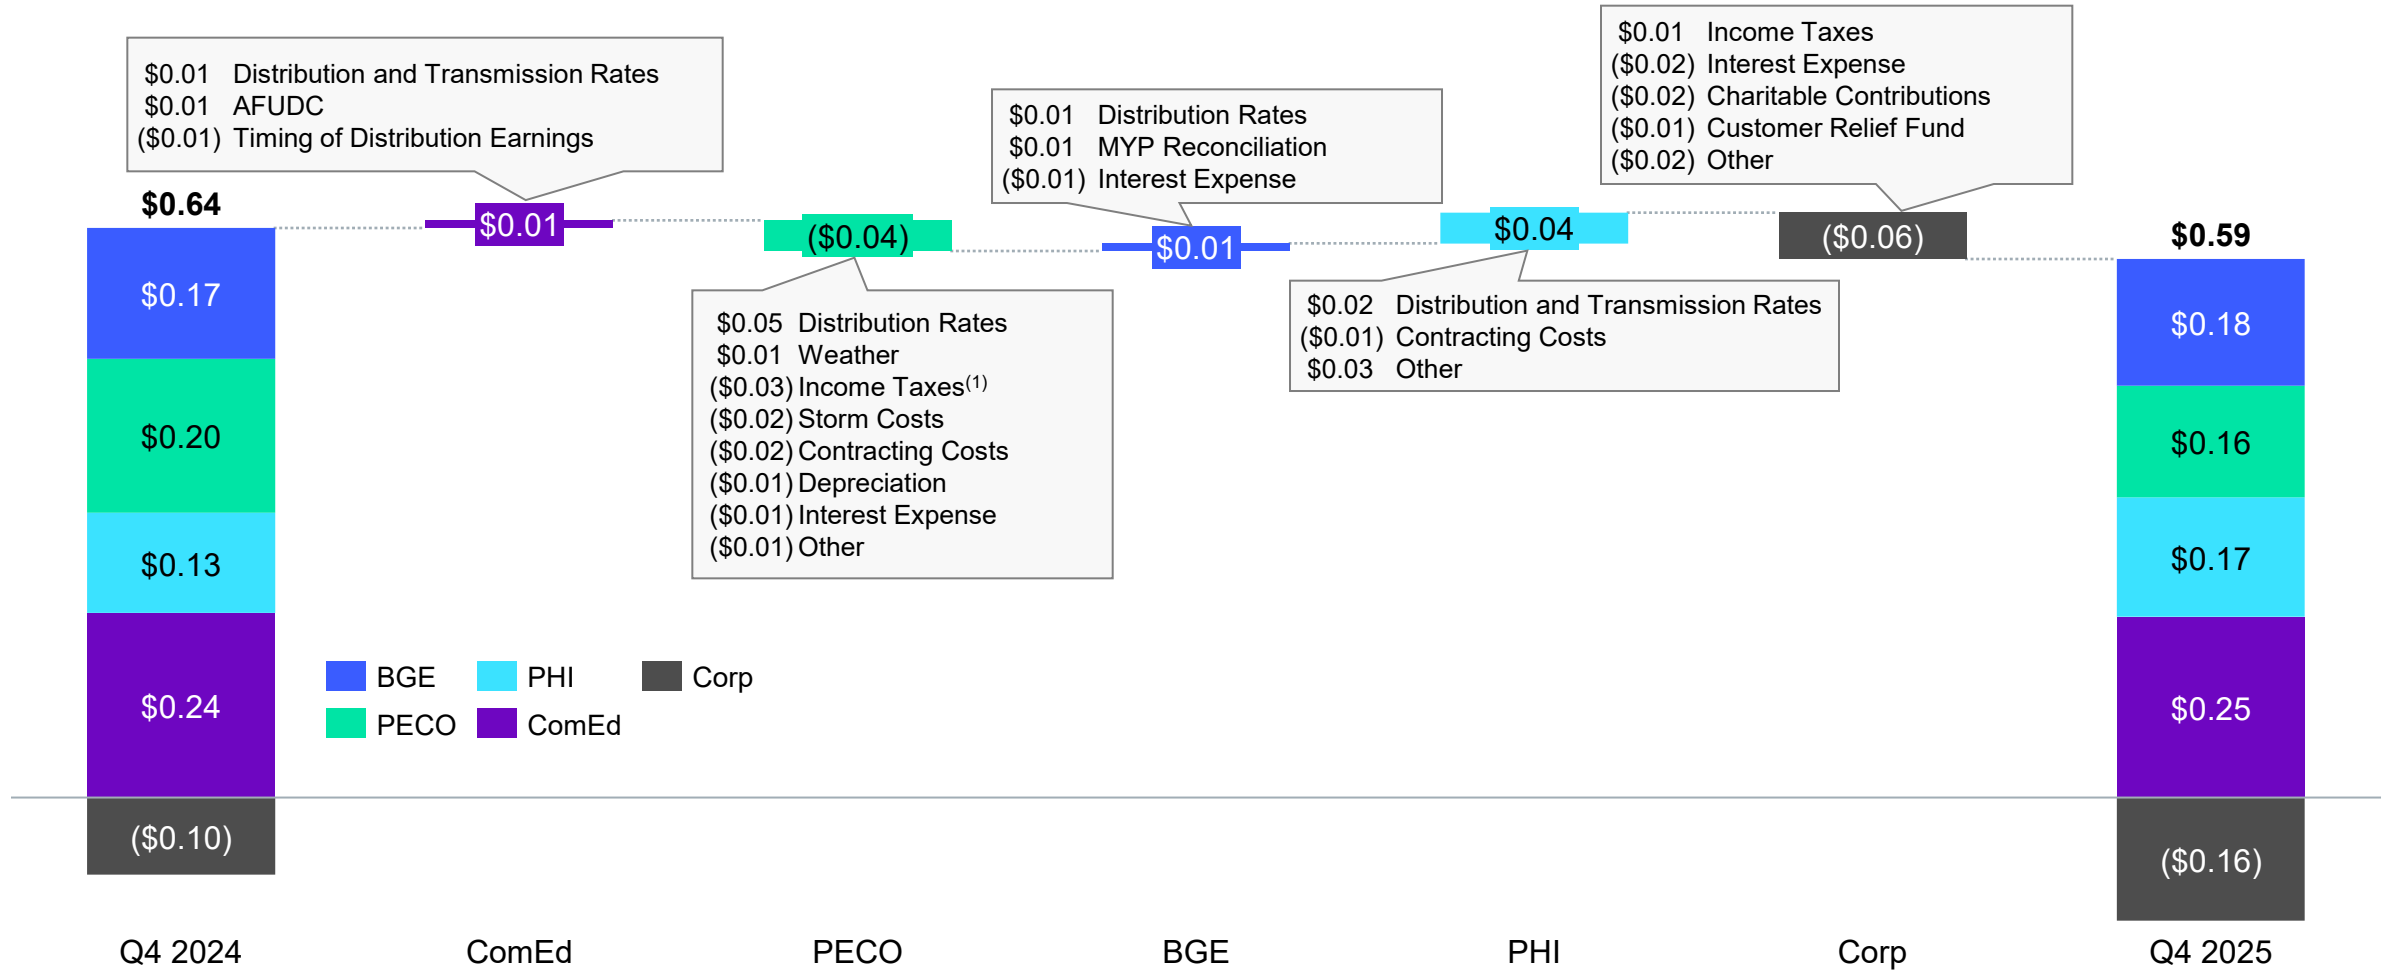 $0.01 Distribution and Transmission Rates
$0.01 AFUDC
($0.01) Timing of Distribution Earnings
$0.01 Distribution Rates
$0.01 MYP Reconciliation
($0.01) Interest Expense
$0.01 Income Taxes
($0.02) Interest Expense
($0.02) Charitable Contributions
($0.01) Customer Relief Fund
($0.02) Other
$0.64
$0.01
($0.04)
$0.01
$0.04
($0.06)
$0.59
$0.05 Distribution Rates
$0.01 Weather
($0.03) Income Taxes(1)
($0.02) Storm Costs
($0.02) Contracting Costs
($0.01) Depreciation
($0.01) Interest Expense
($0.01) Other
$0.02 Distribution and Transmission Rates
($0.01) Contracting Costs
$0.03 Other
$0.17
$0.20
$0.13
$0.24
($0.10)
BGE PHI Corp
PECO ComEd
$0.18
$0.16
$0.17
$0.25
($0.16)
Q4 2024 ComEd PECO BGE PHI Corp Q4 2025